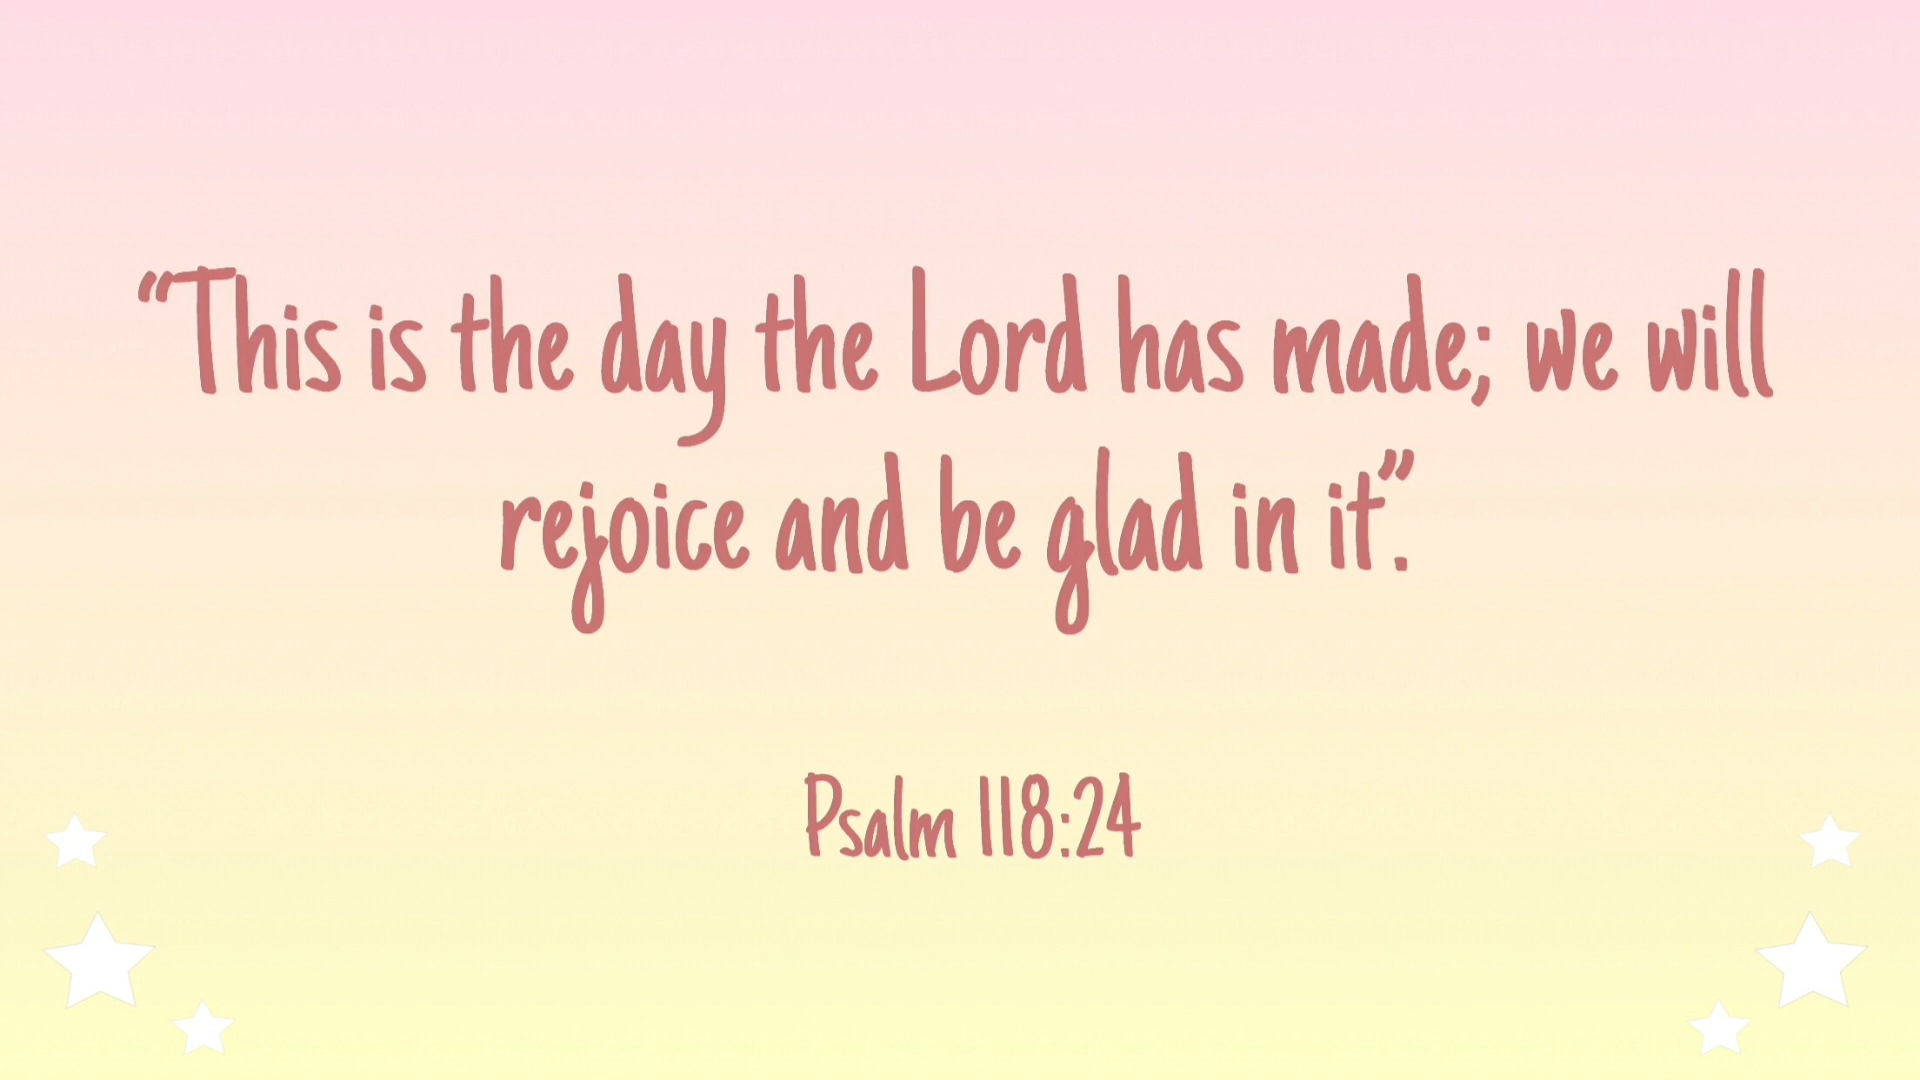 “This is the day the Lord has made; we will
rejoice and be glad in it”.
Psalm 118:24